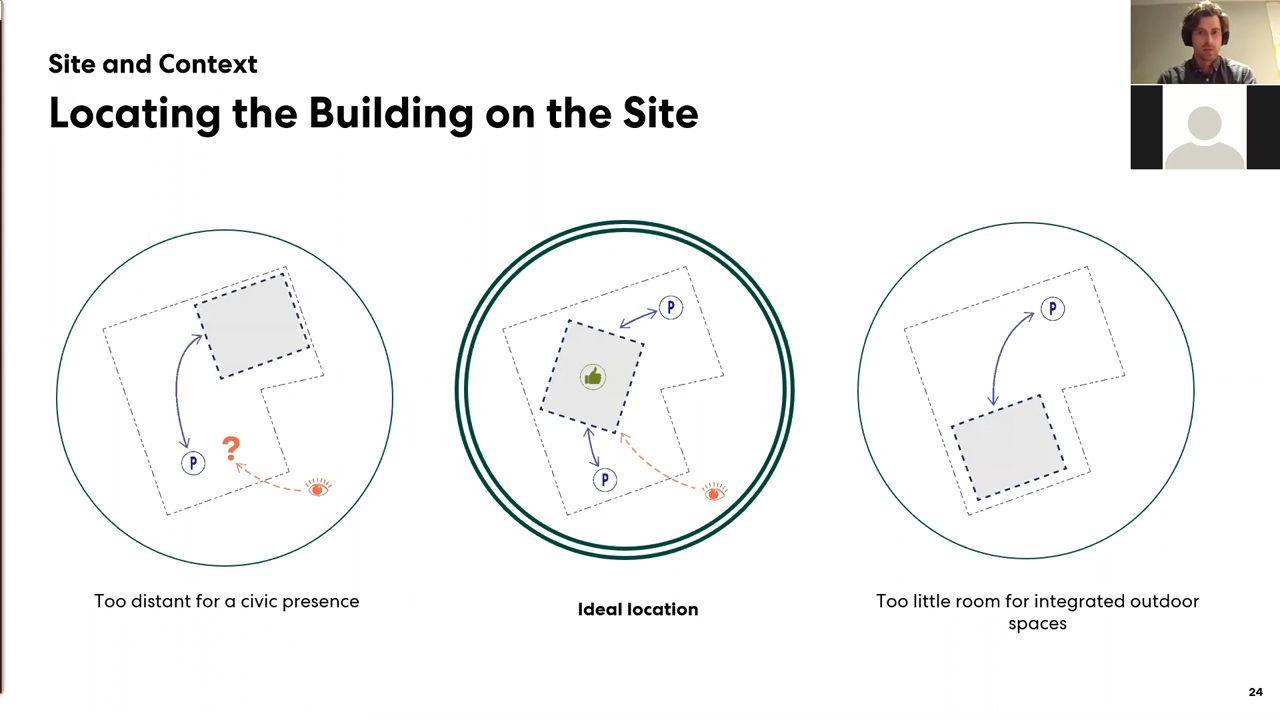 Site and Context
Locating the Building on the Site
P
?
P
P
P
Too distant for a civic presence
Ideal location
Too little room for integrated outdoor
spaces
24